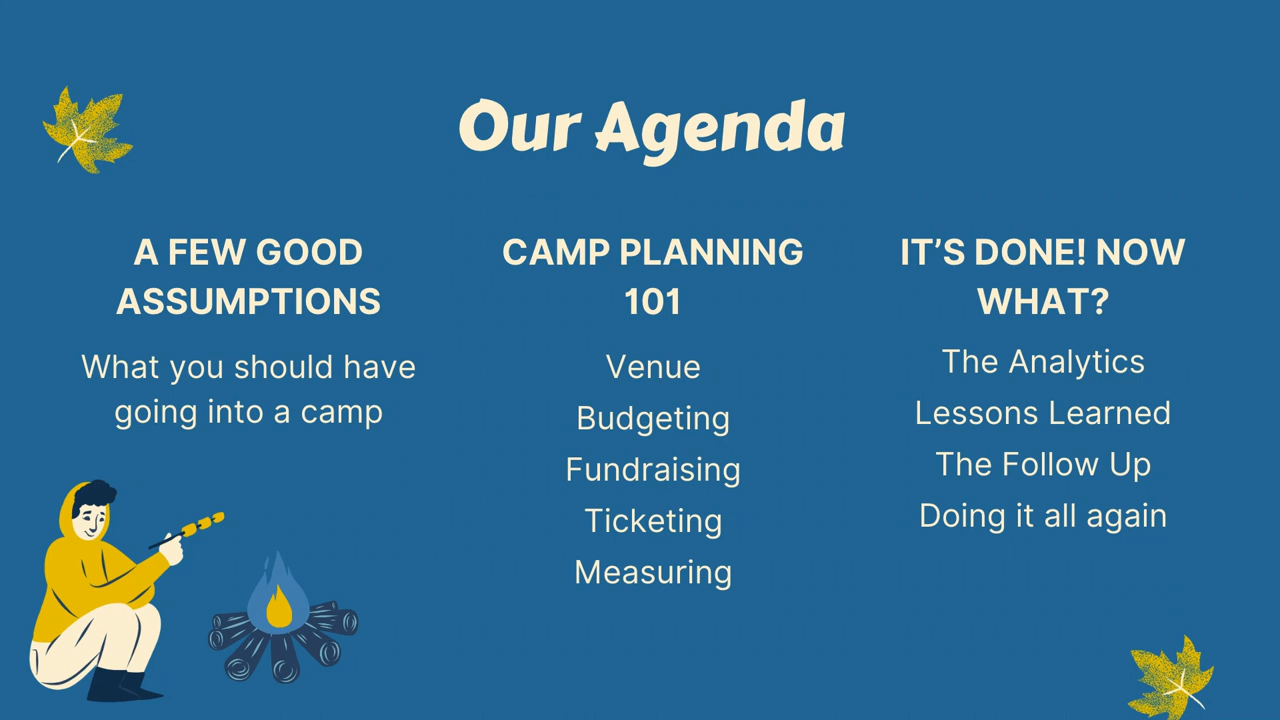 Our Agenda
A FEW GOOD
ASSUMPTIONS
What you should have
going into a camp
CAMP PLANNING
101
Venue
Budgeting
Fundraising
Ticketing
Measuring
IT’S DONE! NOW
WHAT?
The Analytics
Lessons Learned
The Follow Up
Doing it all again